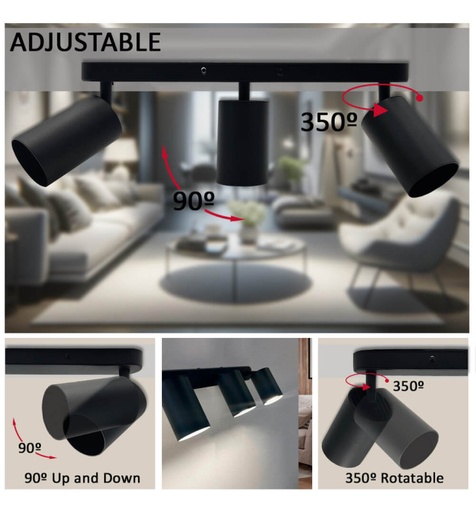 ADJUSTABLE
350º
90º
90º
90º Up and Down
350º
350º Rotatable